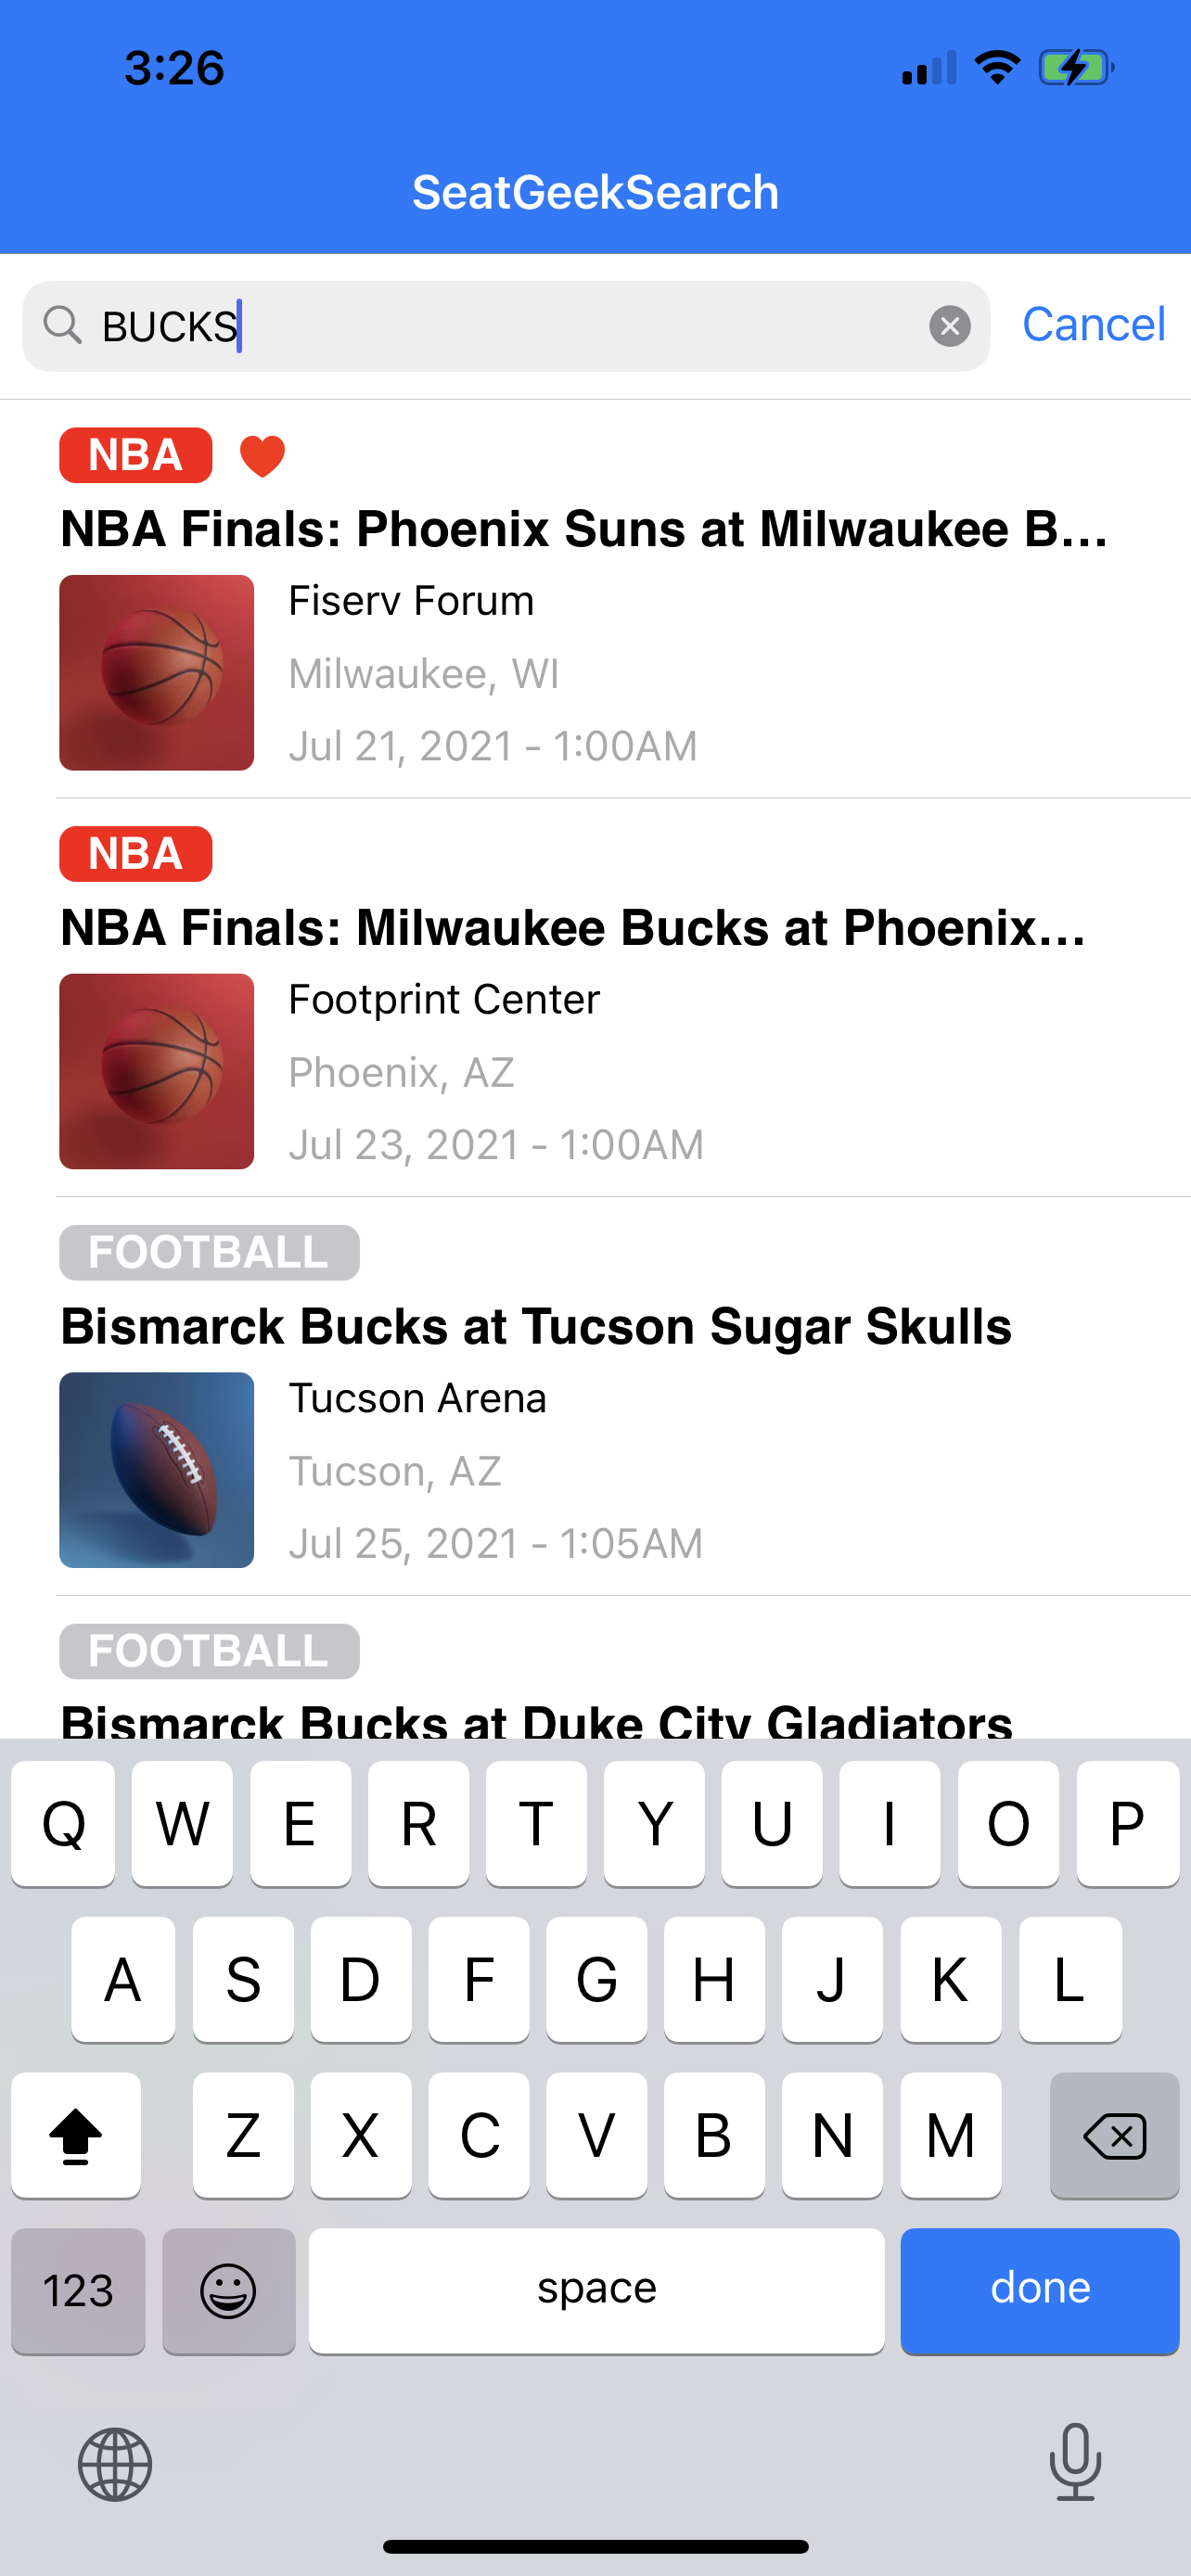 3:26
SeatGeekSearch
BUCKS
Cancel
NBA
NBA Finals: Phoenix Suns at Milwaukee B...
Fiserv Forum
Milwaukee, WI
Jul 21, 2021 - 1:00AM
NBA
NBA Finals: Milwaukee Bucks at Phoenix...
Footprint Center
Phoenix, AZ
Jul 23, 2021 - 1:00AM
FOOTBALL
Bismarck Bucks at Tucson Sugar Skulls
Tucson Arena
Tucson, AZ
Jul 25, 2021 - 1:05AM
FOOTBALL
Bismarck Bucks at Duke City Gladiators
Q W E R T Y U I O P
A S D F G H J K L
Z X C V B N M
123 space done